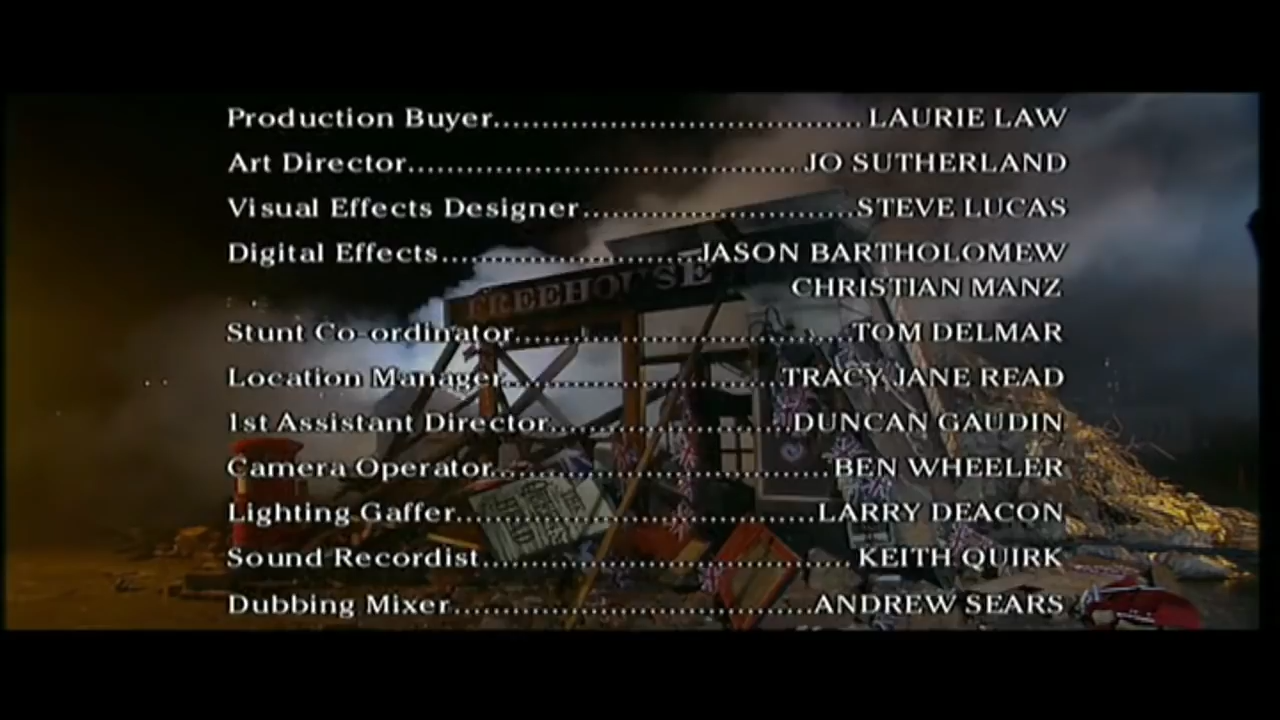 Production Buyer.....................................LAURIE LAW
Art Director.......................................JO SUTHERLAND
Visual Effects Designer...........................STEVE LUCAS
Digital Effects.........................JASON BARTHOLOMEW
CHRISTIAN MANZ
FREEHOUSE
Stunt Co-ordinator..................................TOM DELMAR
Location Manager............................TRACY JANE READ
1st Assistant Director.........................DUNCAN GAUDIN
Camera Operator..................................BEN WHEELER
Lighting Gaffer....................................LARRY DEACON
Sound Recordist.....................................KEITH QUIRK
Dubbing Mixer....................................ANDREW SEARS